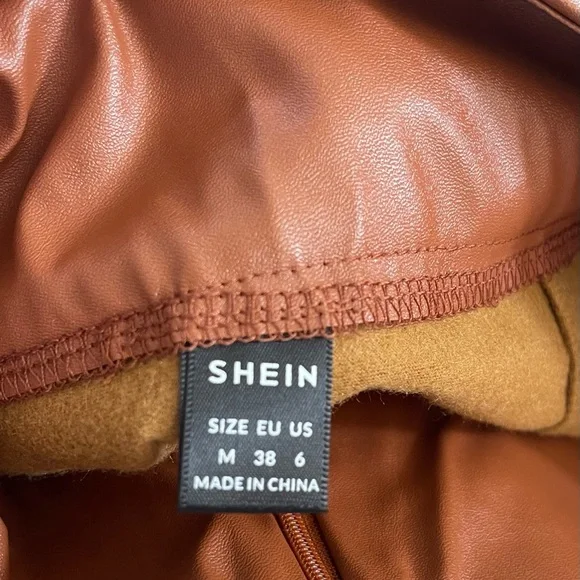 SHEIN
SIZE EU US
M 38 6
MADE IN CHINA